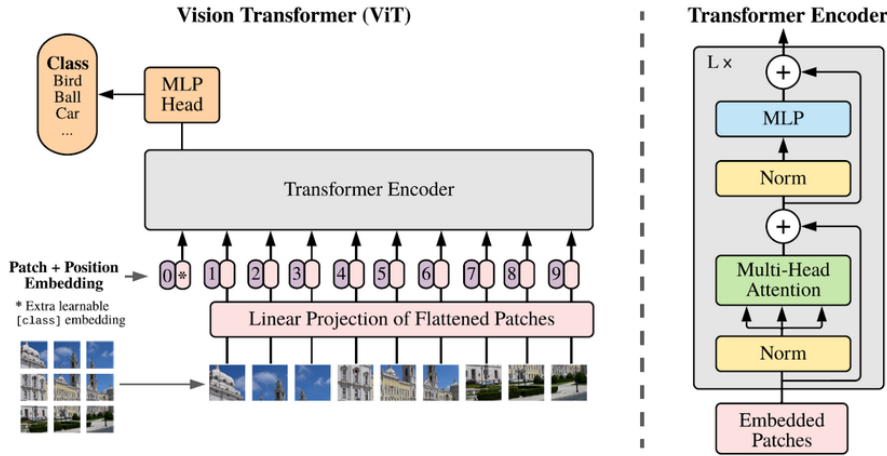 Vision Transformer (ViT)
Class
Bird
Ball
Car
...
MLP
Head
Transformer Encoder
Patch + Position
Embedding
* Extra learnable
[class] embedding
0 * 1 2 3 4 5 6 7 8 9
Linear Projection of Flattened Patches
Transformer Encoder
L ×
+
MLP
Norm
+
Multi-Head
Attention
Norm
Embedded
Patches